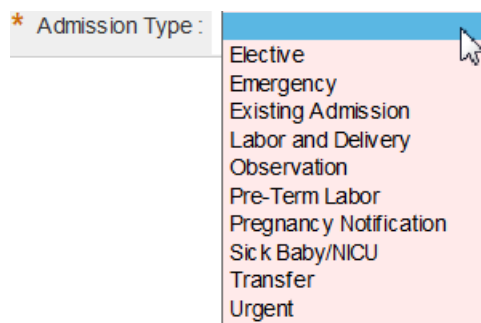 * Admission Type :
Elective
Emergency
Existing Admission
Labor and Delivery
Observation
Pre-Term Labor
Pregnancy Notification
Sick Baby/NICU
Transfer
Urgent